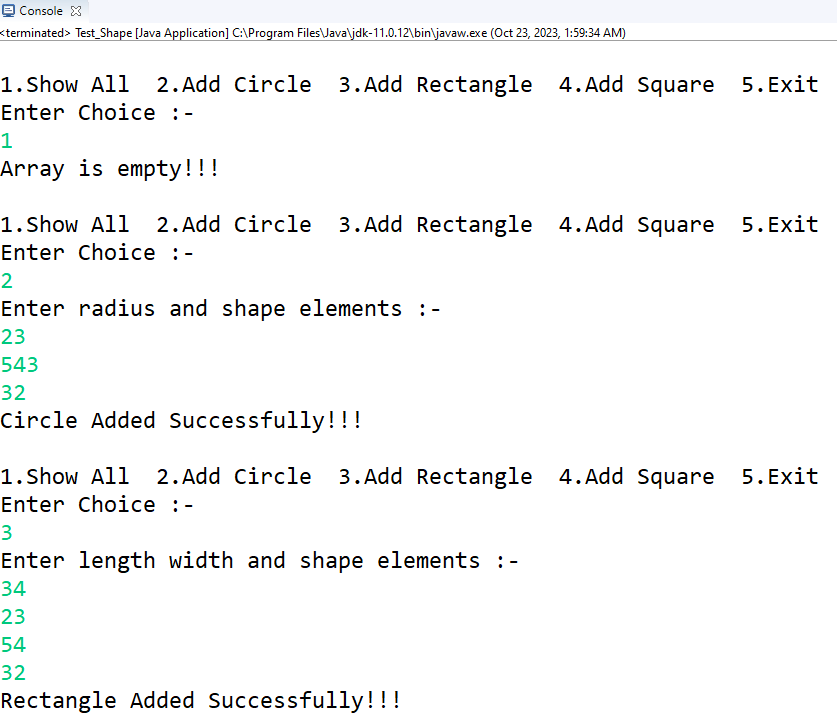 Console
<terminated> Test_Shape [Java Application] C:\Program Files\Java\jdk-11.0.12\bin\javaw.exe (Oct 23, 2023, 1:59:34 AM)
1.Show All  2.Add Circle  3.Add Rectangle  4.Add Square  5.Exit
Enter Choice :-
1
Array is empty!!!
1.Show All  2.Add Circle  3.Add Rectangle  4.Add Square  5.Exit
Enter Choice :-
2
Enter radius and shape elements :-
23
543
32
Circle Added Successfully!!!
1.Show All  2.Add Circle  3.Add Rectangle  4.Add Square  5.Exit
Enter Choice :-
3
Enter length width and shape elements :-
34
23
54
32
Rectangle Added Successfully!!!